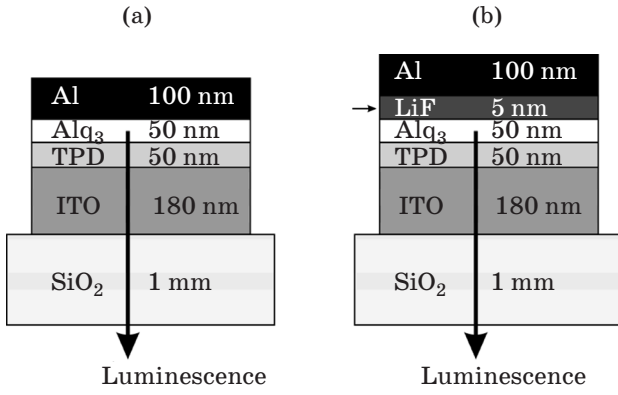 (a)
Al 100 nm
Alq₃ 50 nm
TPD 50 nm
ITO 180 nm
SiO₂ 1 mm
Luminescence
(b)
Al 100 nm
LiF 5 nm
Alq₃ 50 nm
TPD 50 nm
ITO 180 nm
SiO₂ 1 mm
Luminescence